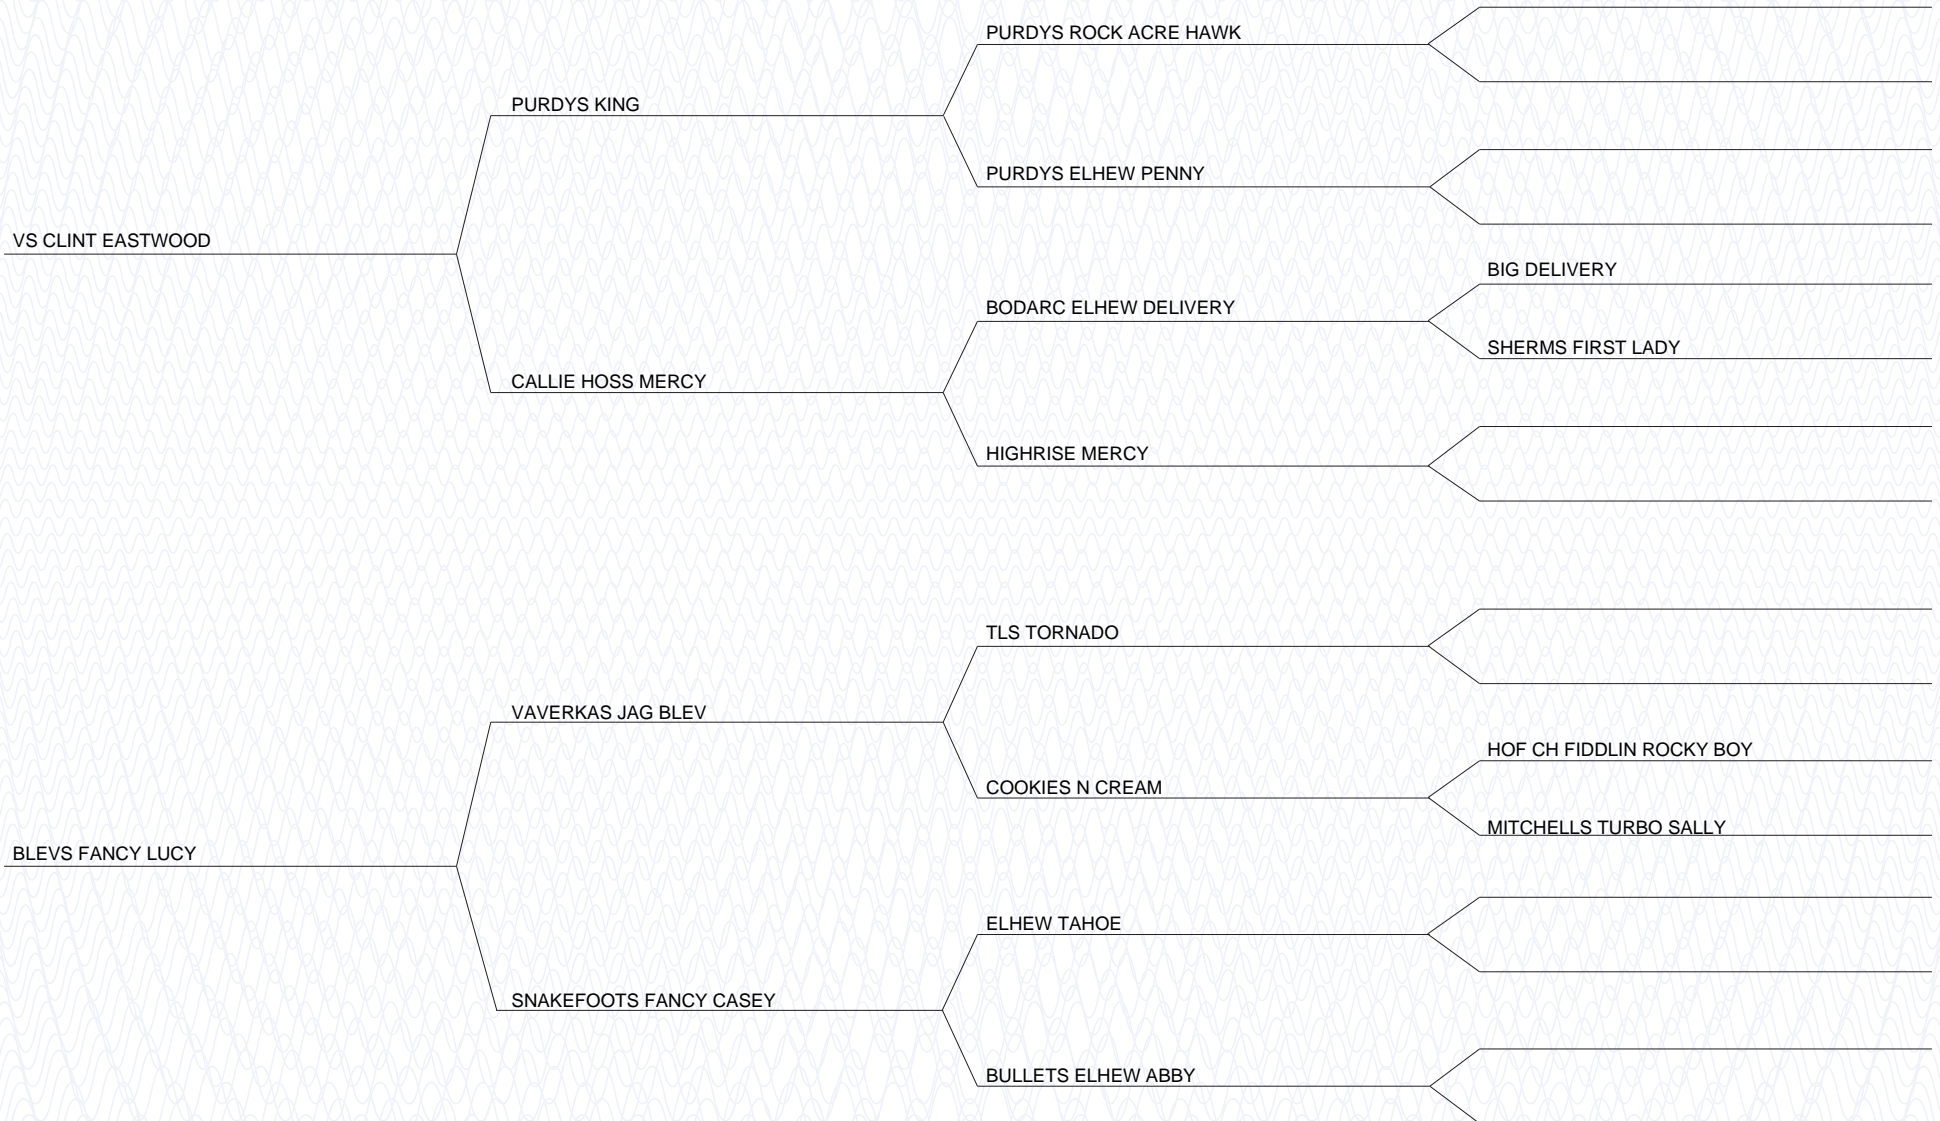 PURDYS ROCK ACRE HAWK
PURDYS KING
PURDYS ELHEW PENNY
VS CLINT EASTWOOD
BIG DELIVERY
BODARC ELHEW DELIVERY
SHERMS FIRST LADY
CALLIE HOSS MERCY
HIGHRISE MERCY
TLS TORNADO
VAVERKAS JAG BLEV
HOF CH FIDDLIN ROCKY BOY
COOKIES N CREAM
MITCHELLS TURBO SALLY
BLEVS FANCY LUCY
ELHEW TAHOE
SNAKEFOOTS FANCY CASEY
BULLETS ELHEW ABBY